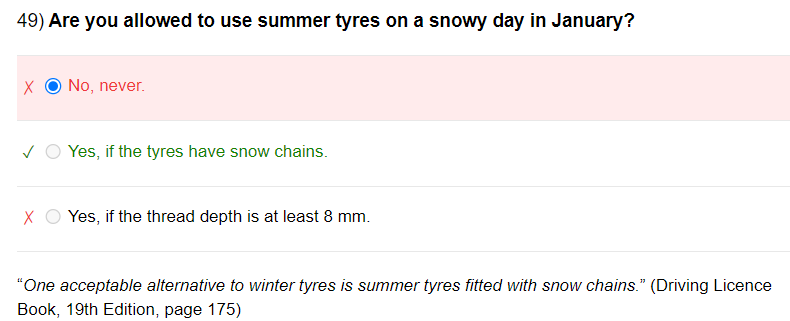 49) Are you allowed to use summer tyres on a snowy day in January?
✗ No, never.
✓ Yes, if the tyres have snow chains.
✗ Yes, if the thread depth is at least 8 mm.
“One acceptable alternative to winter tyres is summer tyres fitted with snow chains.” (Driving Licence
Book, 19th Edition, page 175)